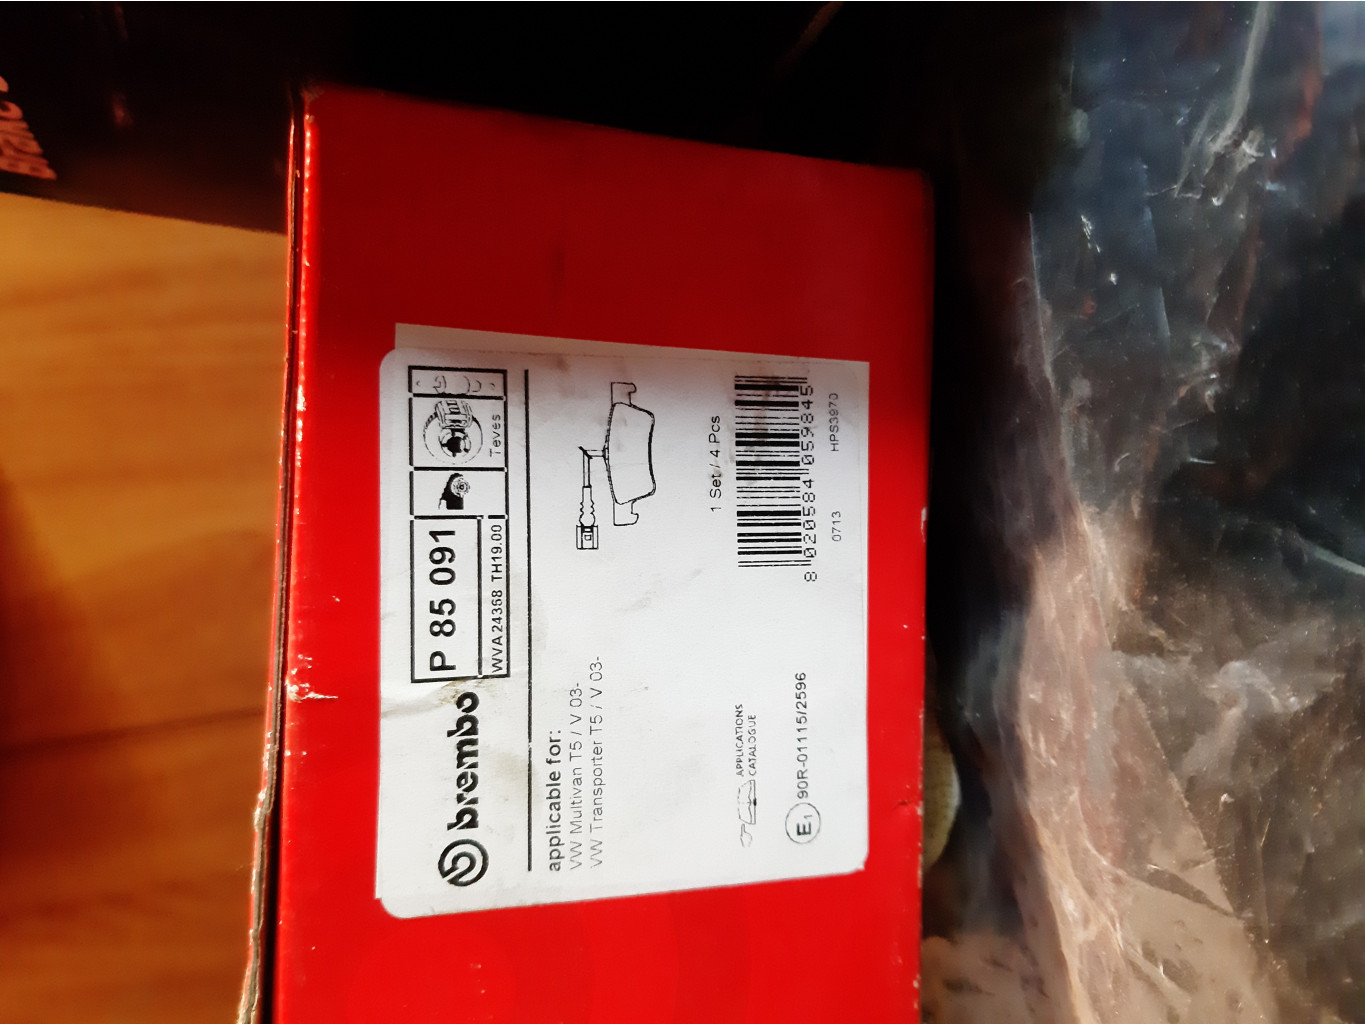 brembo
P 85 091
WVA 24368 TH19.00
Teves
applicable for:
VW Multivan T5 / V 03-
VW Transporter T5 / V 03-
1 Set / 4 Pcs
8 020584 059845
0713
HPS3970
APPLICATIONS
CATALOGUE
E1 90R-01115/2596